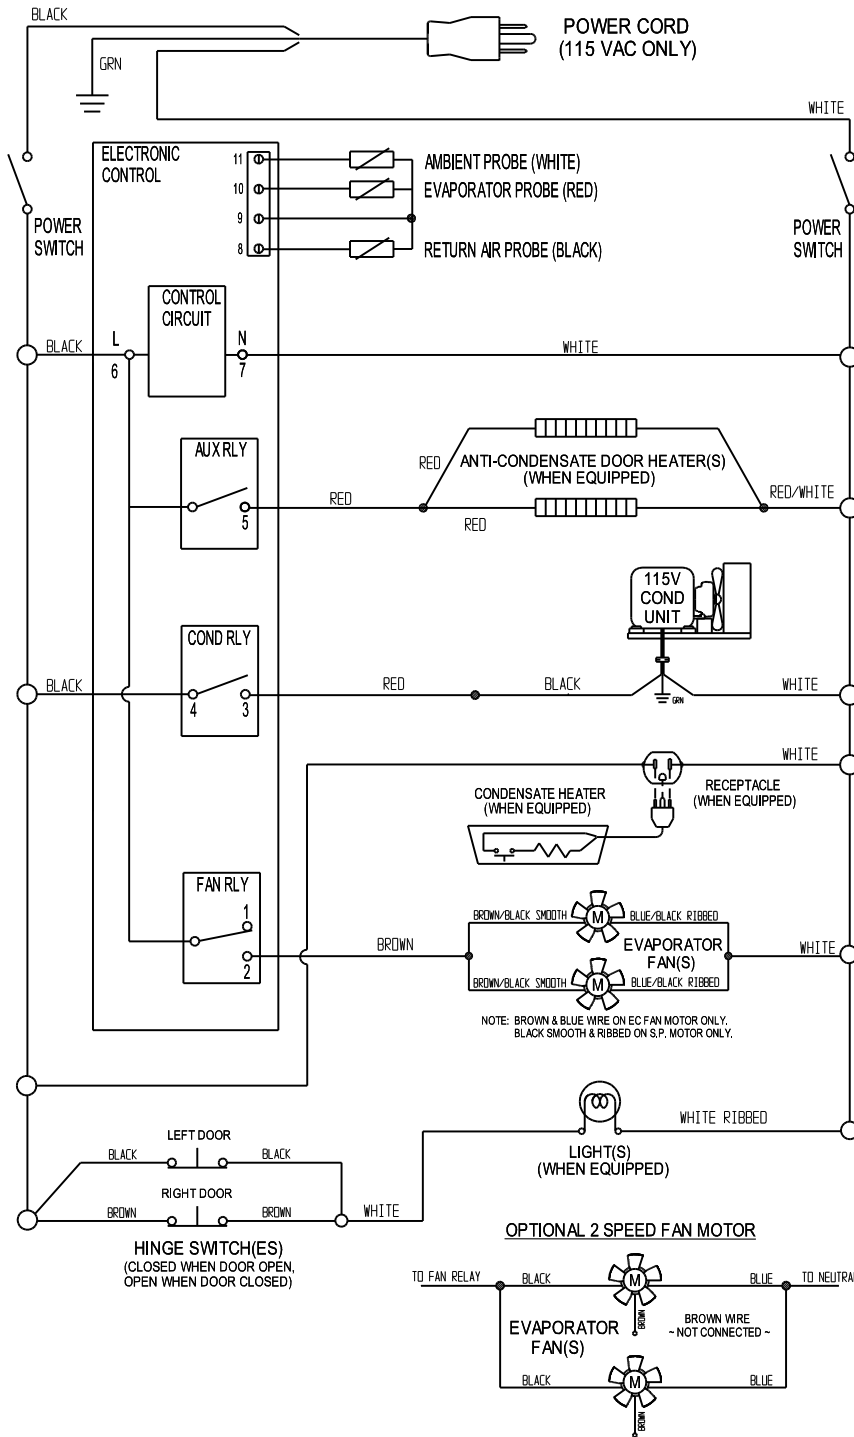 BLACK
POWER CORD
(115 VAC ONLY)
GRN
WHITE
ELECTRONIC
CONTROL
11
AMBIENT PROBE (WHITE)
10
EVAPORATOR PROBE (RED)
9
8
RETURN AIR PROBE (BLACK)
POWER
SWITCH
POWER
SWITCH
CONTROL
CIRCUIT
BLACK
L
6
N
7
WHITE
AUX RLY
5
RED
RED
ANTI-CONDENSATE DOOR HEATER(S)
(WHEN EQUIPPED)
RED
RED/WHITE
115V
COND
UNIT
COND RLY
BLACK
4
3
RED
BLACK
GRN
WHITE
WHITE
RECEPTACLE
(WHEN EQUIPPED)
CONDENSATE HEATER
(WHEN EQUIPPED)
FAN RLY
1
2
BROWN
BROWN/BLACK SMOOTH
M
BLUE/BLACK RIBBED
EVAPORATOR
FAN(S)
WHITE
BROWN/BLACK SMOOTH
M
BLUE/BLACK RIBBED
NOTE: BROWN & BLUE WIRE ON EC FAN MOTOR ONLY.
BLACK SMOOTH & RIBBED ON S.P. MOTOR ONLY.
WHITE RIBBED
LIGHT(S)
(WHEN EQUIPPED)
LEFT DOOR
BLACK
BLACK
RIGHT DOOR
BROWN
BROWN
WHITE
HINGE SWITCH(ES)
(CLOSED WHEN DOOR OPEN,
OPEN WHEN DOOR CLOSED)
OPTIONAL 2 SPEED FAN MOTOR
TO FAN RELAY
BLACK
M
BLUE
TO NEUTRA
BROWN
EVAPORATOR
FAN(S)
BROWN WIRE
~ NOT CONNECTED ~
BLACK
M
BLUE
BROWN